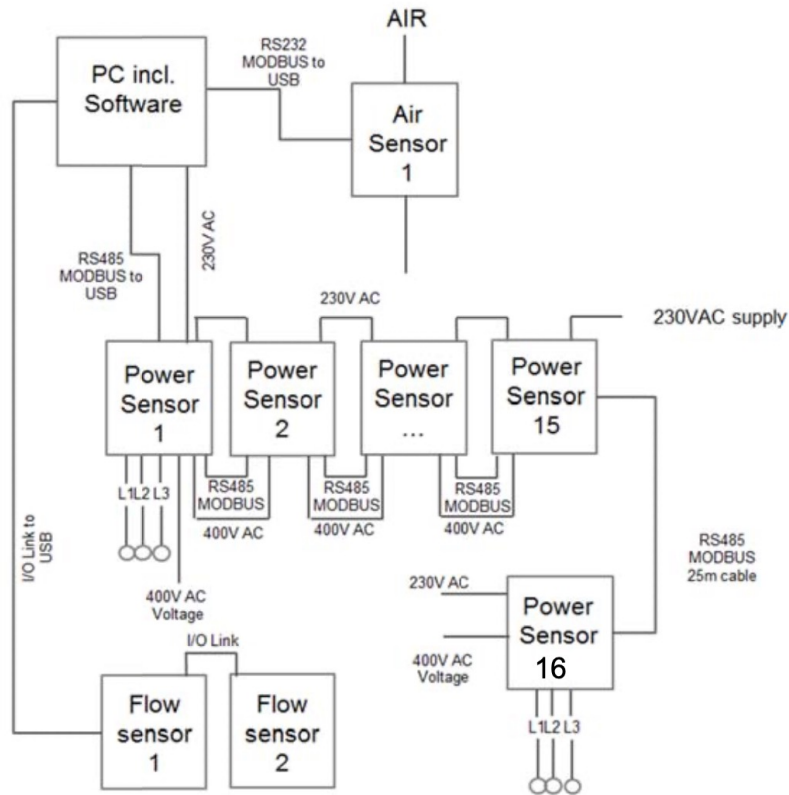 AIR
RS232
MODBUS to
USB
PC incl.
Software
Air
Sensor
1
230V AC
RS485
MODBUS to
USB
230V AC
230VAC supply
Power
Sensor
1
Power
Sensor
2
Power
Sensor
...
Power
Sensor
15
L1L2 L3
RS485
MODBUS
400V AC
RS485
MODBUS
400V AC
RS485
MODBUS
400V AC
I/O Link to
USB
400V AC
Voltage
RS485
MODBUS
25m cable
230V AC
400V AC
Voltage
Power
Sensor
16
L1L2 L3
I/O Link
Flow
sensor
1
Flow
sensor
2